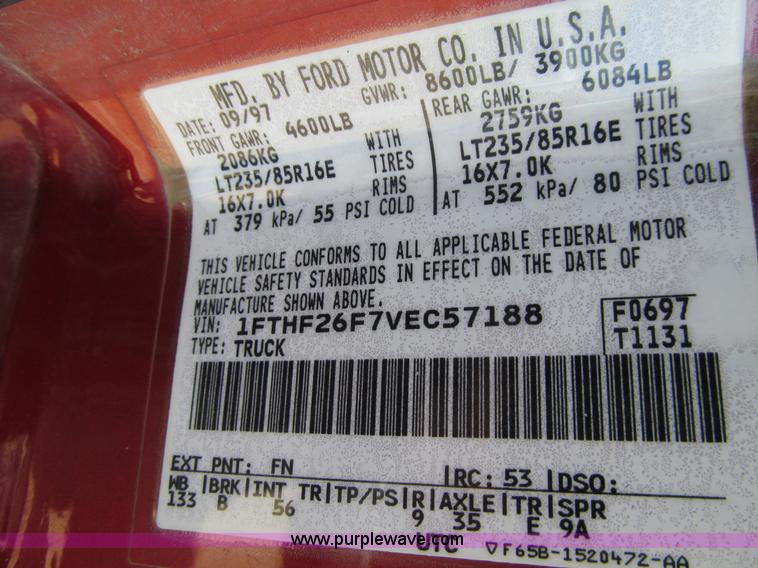 MFD. BY FORD MOTOR CO. IN U.S.A.
DATE: 09/97 GVWR: 8600LB/ 3900KG
FRONT GAWR: 4600LB REAR GAWR: 6084LB
2086KG WITH 2759KG WITH
LT235/85R16E TIRES LT235/85R16E TIRES
16X7.0K RIMS 16X7.0K RIMS
AT 379 kPa/ 55 PSI COLD AT 552 kPa/ 80 PSI COLD
THIS VEHICLE CONFORMS TO ALL APPLICABLE FEDERAL MOTOR
VEHICLE SAFETY STANDARDS IN EFFECT ON THE DATE OF
MANUFACTURE SHOWN ABOVE.
VIN: 1FTHF26F7VEC57188 F0697
TYPE: TRUCK T1131
EXT PNT: FN RC: 53 DSO:
WB BRK INT TR TP/PS R AXLE TR SPR
133 B 56 9 35 E 9A
UTC F65B-1520472-AA
www.purplewave.com